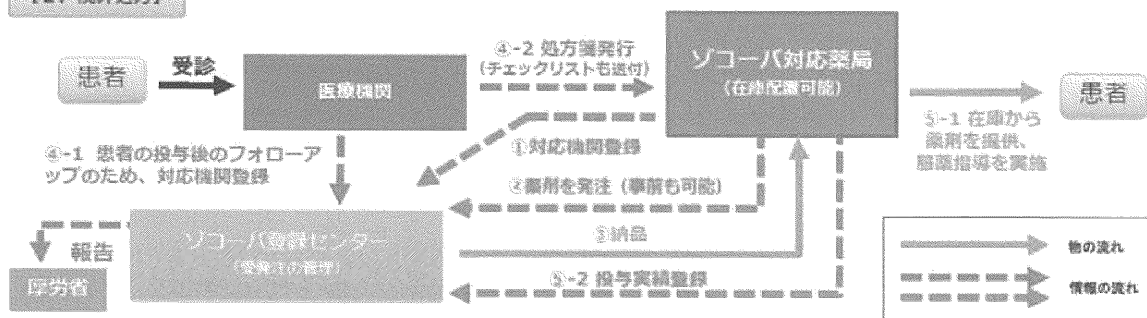 患者
受診
医療機関
④-2 処方箋発行
(チェックリストも送付)
ゾコーバ対応薬局
(在庫配置可能)
患者
⑤-1 在庫から
薬剤を提供、
服薬指導を実施
④-1 患者の投与後のフォローア
ップのため、対応機関登録
①対応機関登録
②薬剤を発注(事前も可能)
ゾコーバ登録センター
(受発注の管理)
③納品
⑤-2 投与実績登録
報告
厚労省
物の流れ
情報の流れ